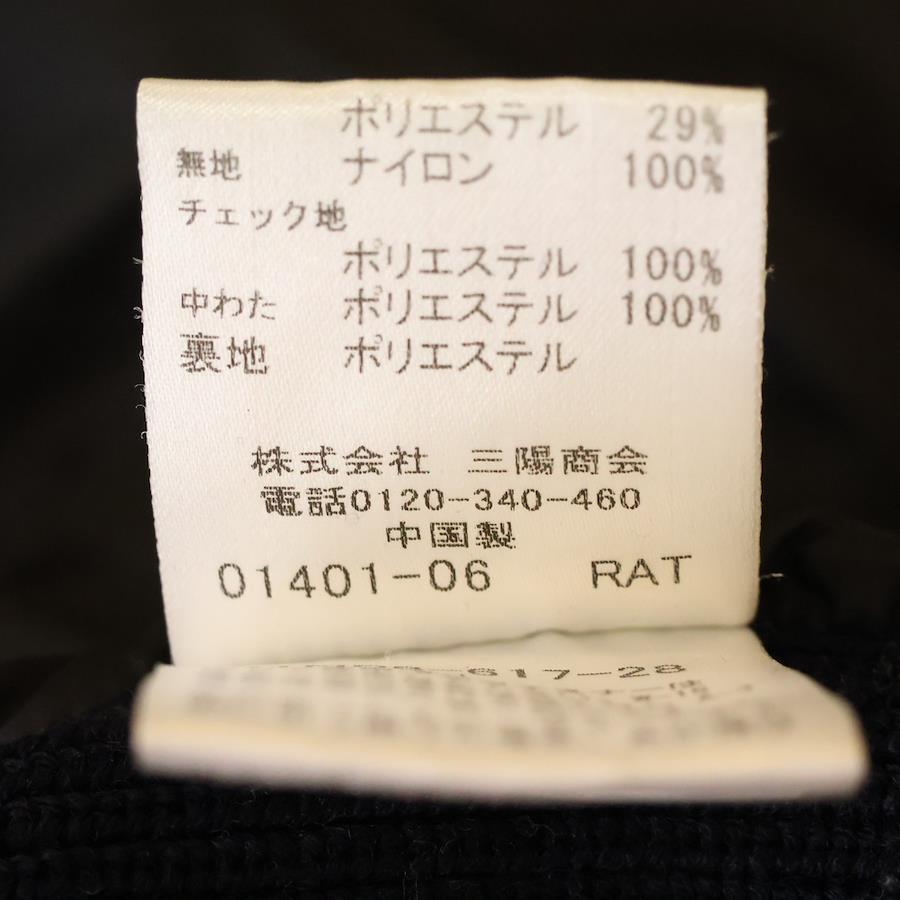 ポリエステル 29%
無地 ナイロン 100%
チェック地
ポリエステル 100%
中わた ポリエステル 100%
裏地 ポリエステル
株式会社 三陽商会
電話0120-340-460
中国製
01401-06 RAT
-617-28